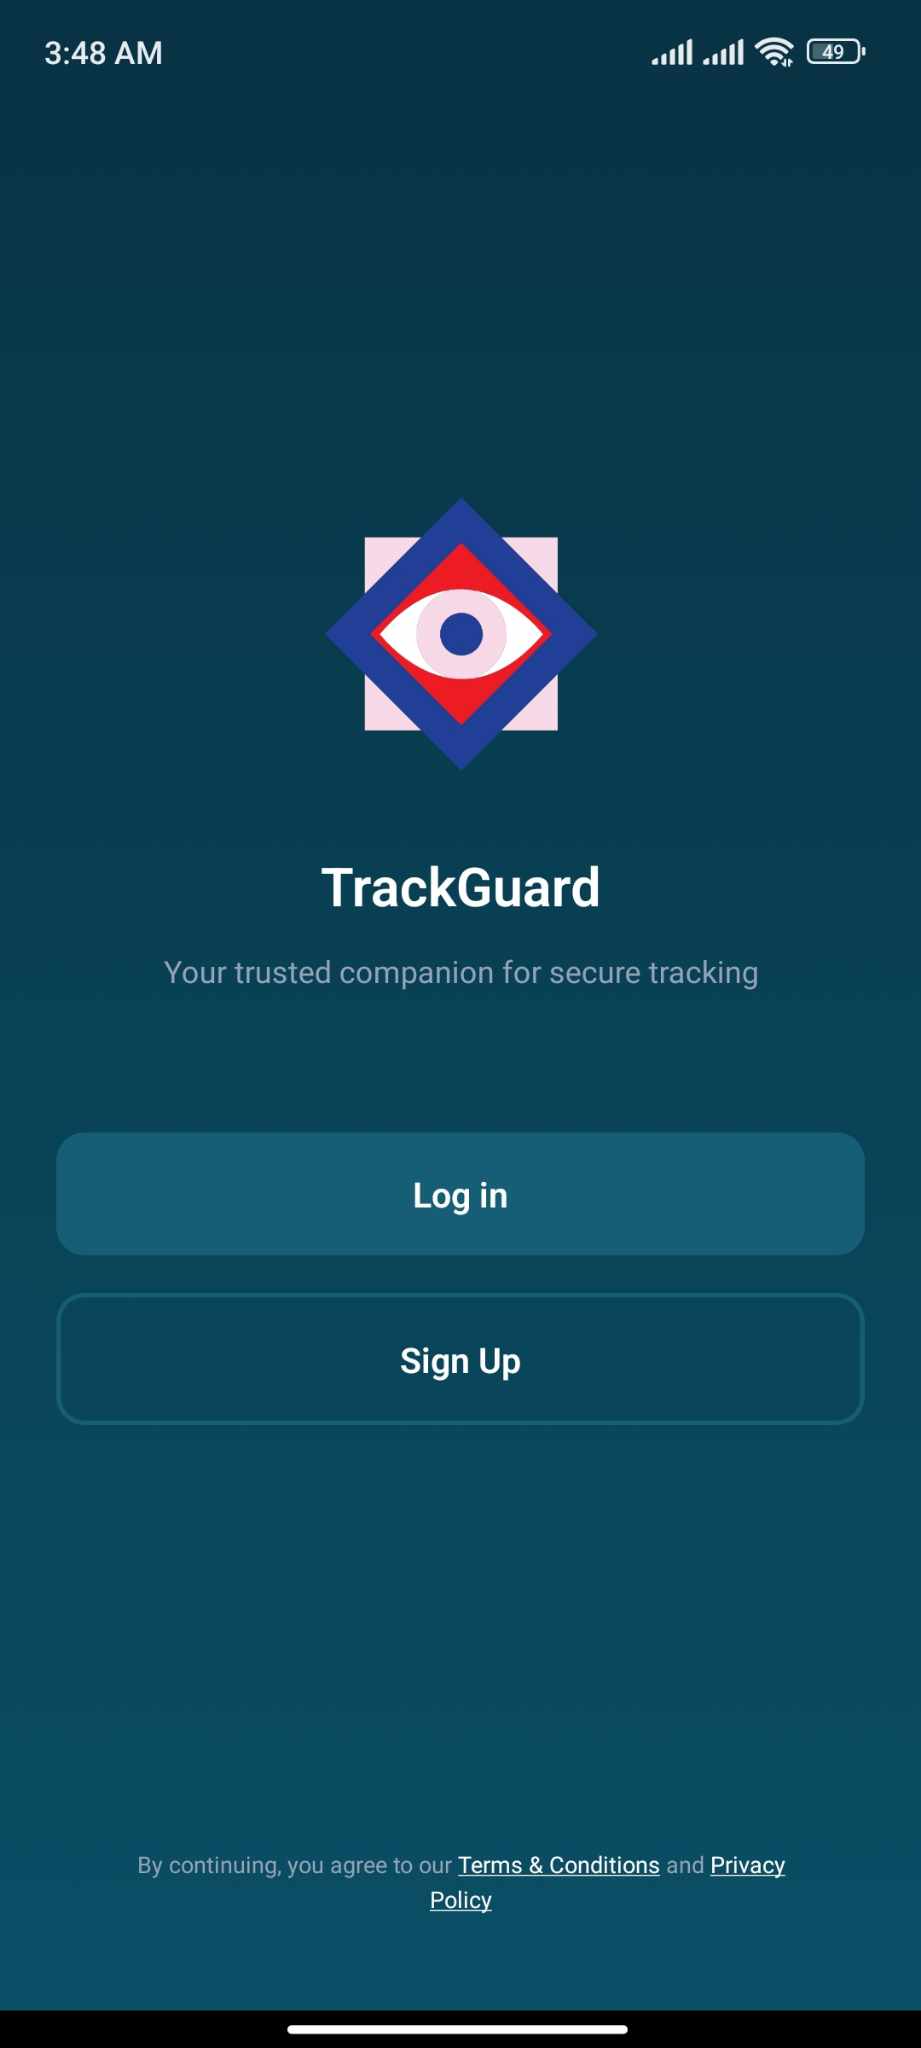 3:48 AM
49
TrackGuard
Your trusted companion for secure tracking
Log in
Sign Up
By continuing, you agree to our Terms & Conditions and Privacy
Policy